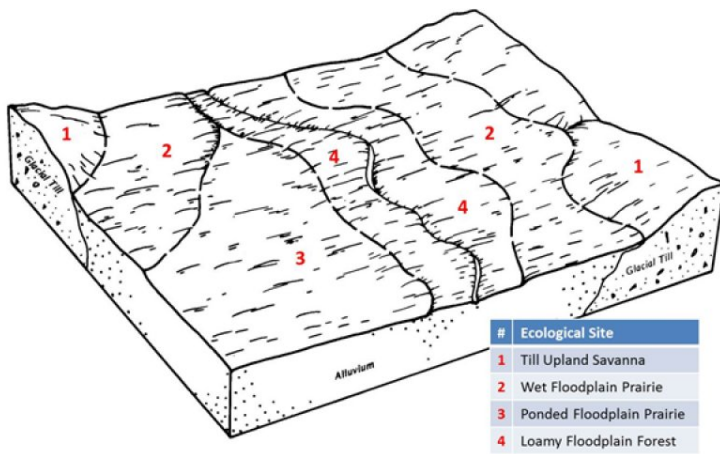 1
Glacial Till
2
4
2
1
4
3
Glacial Till
Alluvium
# Ecological Site
1 Till Upland Savanna
2 Wet Floodplain Prairie
3 Ponded Floodplain Prairie
4 Loamy Floodplain Forest